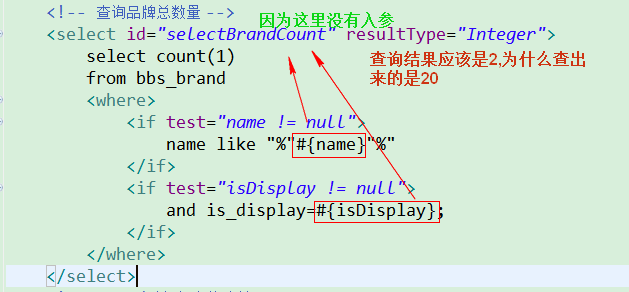 <!-- 查询品牌总数量 -->
因为这里没有入参
<select id="selectBrandCount" resultType="Integer">
select count(1)
查询结果应该是2,为什么查出
来的是20
from bbs_brand
<where>
<if test="name != null">
name like "%"#{name}"%"
</if>
<if test="isDisplay != null">
and is_display=#{isDisplay};
</if>
</where>
</select>